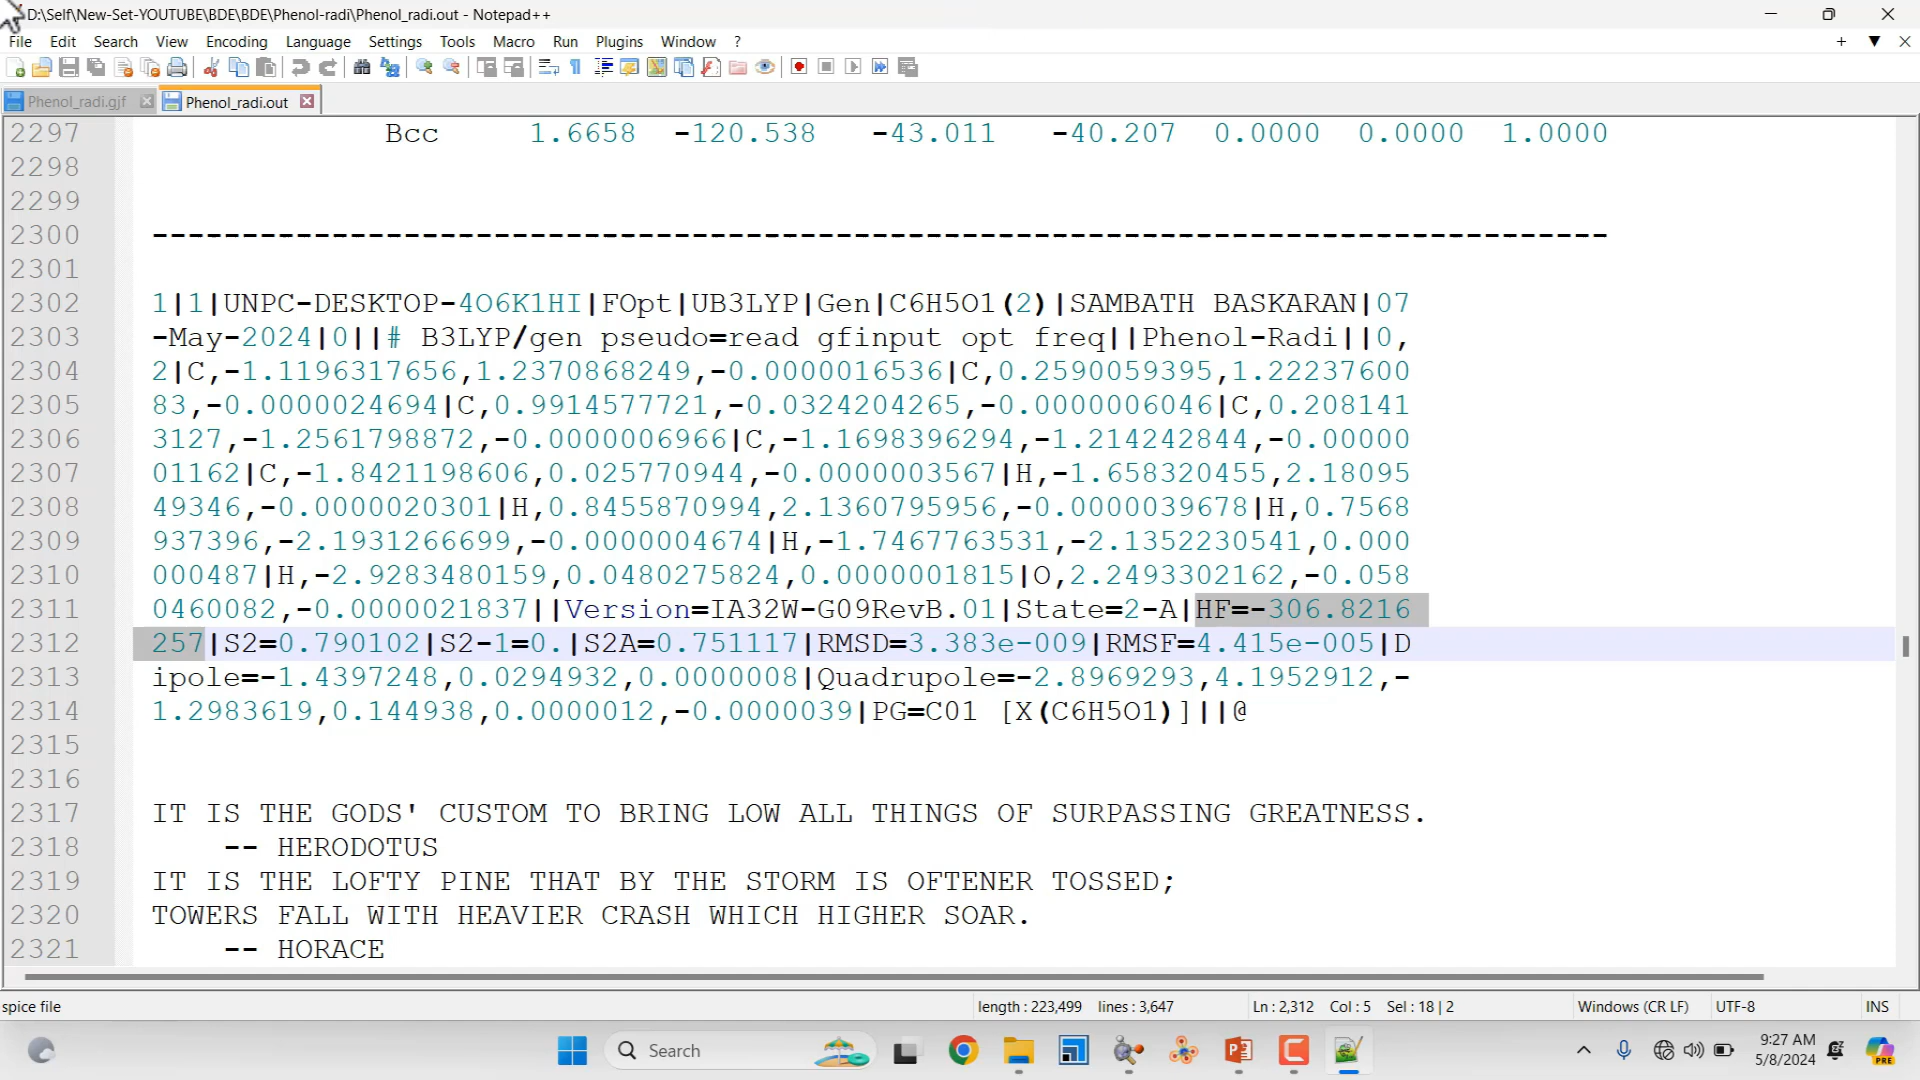 D:\Self\New-Set-YOUTUBE\BDE\BDE\Phenol-radi\Phenol_radi.out - Notepad++
File Edit Search View Encoding Language Settings Tools Macro Run Plugins Window ?
Phenol_radi.gjf Phenol_radi.out
2297 Bcc 1.6658 -120.538 -43.011 -40.207 0.0000 0.0000 1.0000
2298
2299
2300 ---------------------------------------------------------------------------------
2301
2302 1|1|UNPC-DESKTOP-4O6K1HI|FOpt|UB3LYP|Gen|C6H5O1(2)|SAMBATH BASKARAN|07
2303 -May-2024|0||# B3LYP/gen pseudo=read gfinput opt freq||Phenol-Radi||0,
2304 2|C,-1.1196317656,1.2370868249,-0.0000016536|C,0.2590059395,1.22237600
2305 83,-0.0000024694|C,0.9914577721,-0.0324204265,-0.0000006046|C,0.208141
2306 3127,-1.2561798872,-0.0000006966|C,-1.1698396294,-1.214242844,-0.00000
2307 01162|C,-1.8421198606,0.025770944,-0.0000003567|H,-1.658320455,2.18095
2308 49346,-0.0000020301|H,0.8455870994,2.1360795956,-0.0000039678|H,0.7568
2309 937396,-2.1931266699,-0.0000004674|H,-1.7467763531,-2.1352230541,0.000
2310 000487|H,-2.9283480159,0.0480275824,0.0000001815|O,2.2493302162,-0.058
2311 0460082,-0.0000021837||Version=IA32W-G09RevB.01|State=2-A|HF=-306.8216
2312 257|S2=0.790102|S2-1=0.|S2A=0.751117|RMSD=3.383e-009|RMSF=4.415e-005|D
2313 ipole=-1.4397248,0.0294932,0.0000008|Quadrupole=-2.8969293,4.1952912,-
2314 1.2983619,0.144938,0.0000012,-0.0000039|PG=C01 [X(C6H5O1)]||@
2315
2316
2317 IT IS THE GODS' CUSTOM TO BRING LOW ALL THINGS OF SURPASSING GREATNESS.
2318 -- HERODOTUS
2319 IT IS THE LOFTY PINE THAT BY THE STORM IS OFTENER TOSSED;
2320 TOWERS FALL WITH HEAVIER CRASH WHICH HIGHER SOAR.
2321 -- HORACE
spice file length : 223,499 lines : 3,647 Ln : 2,312 Col : 5 Sel : 18 | 2 Windows (CR LF) UTF-8 INS
Search 9:27 AM
5/8/2024
PRE